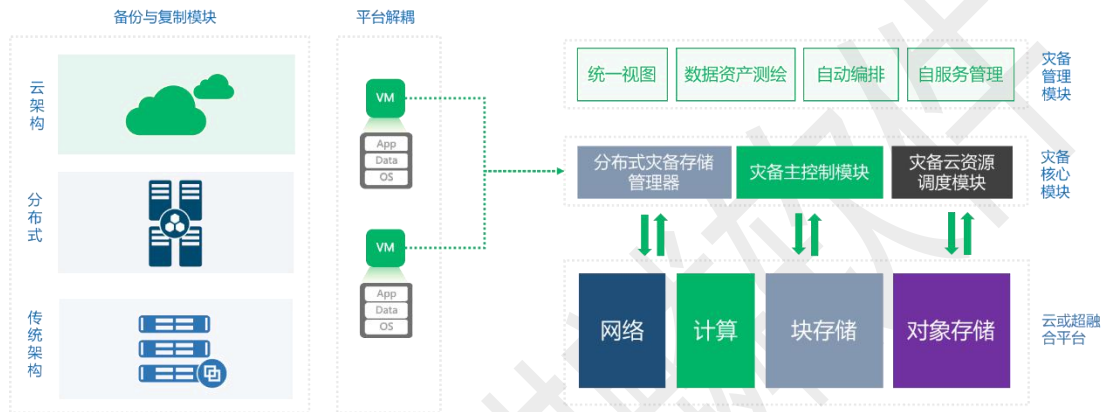 备份与复制模块
平台解耦
云架构
分布式
传统架构
VM
App
Data
OS
VM
App
Data
OS
统一视图
数据资产测绘
自动编排
自服务管理
灾备
管理
模块
分布式灾备存储
管理器
灾备主控制模块
灾备云资源
调度模块
灾备
核心
模块
网络
计算
块存储
对象存储
云或超融
合平台